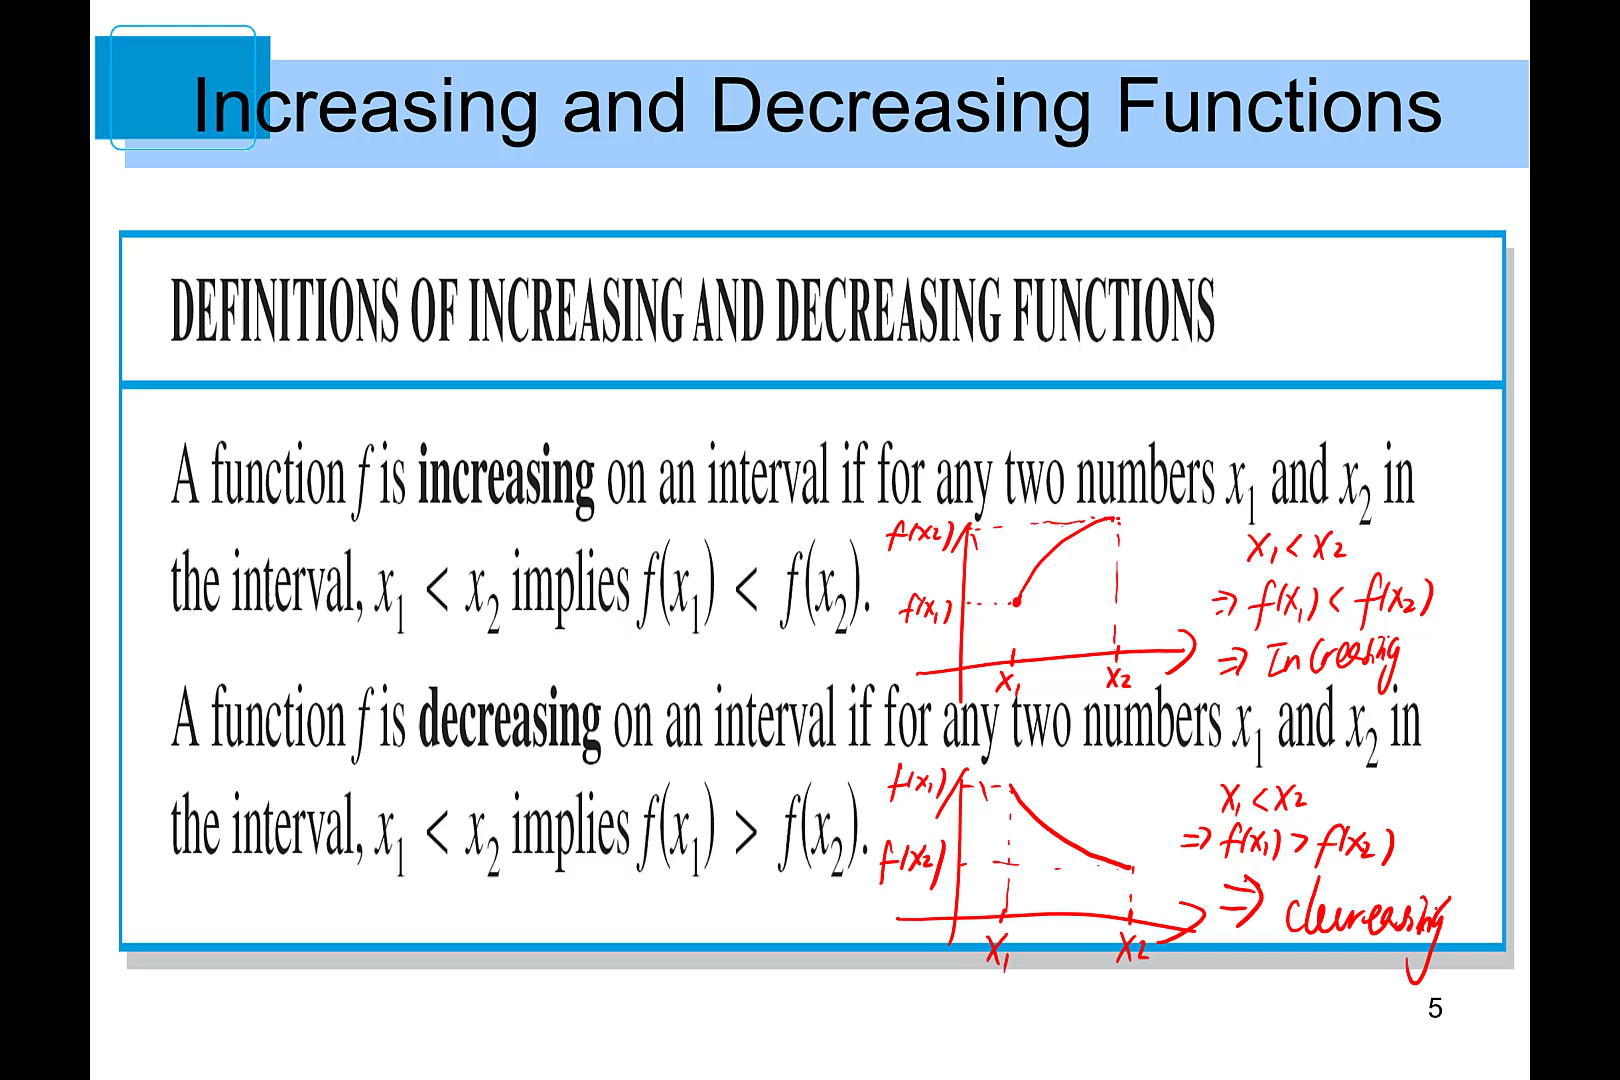 Increasing and Decreasing Functions
DEFINITIONS OF INCREASING AND DECREASING FUNCTIONS
A function f is increasing on an interval if for any two numbers x₁ and x₂ in
the interval, x₁ < x₂ implies f(x₁) < f(x₂).
f(x2)
f(x₁)
x₁
x2
x₁ < x2
⇒ f(x₁) < f(x2)
⇒ Increasing
A function f is decreasing on an interval if for any two numbers x₁ and x₂ in
the interval, x₁ < x₂ implies f(x₁) > f(x₂).
f(x₁)
f(x2)
x₁
x2
x₁ < x2
⇒ f(x₁) > f(x2)
⇒ decreasing
5